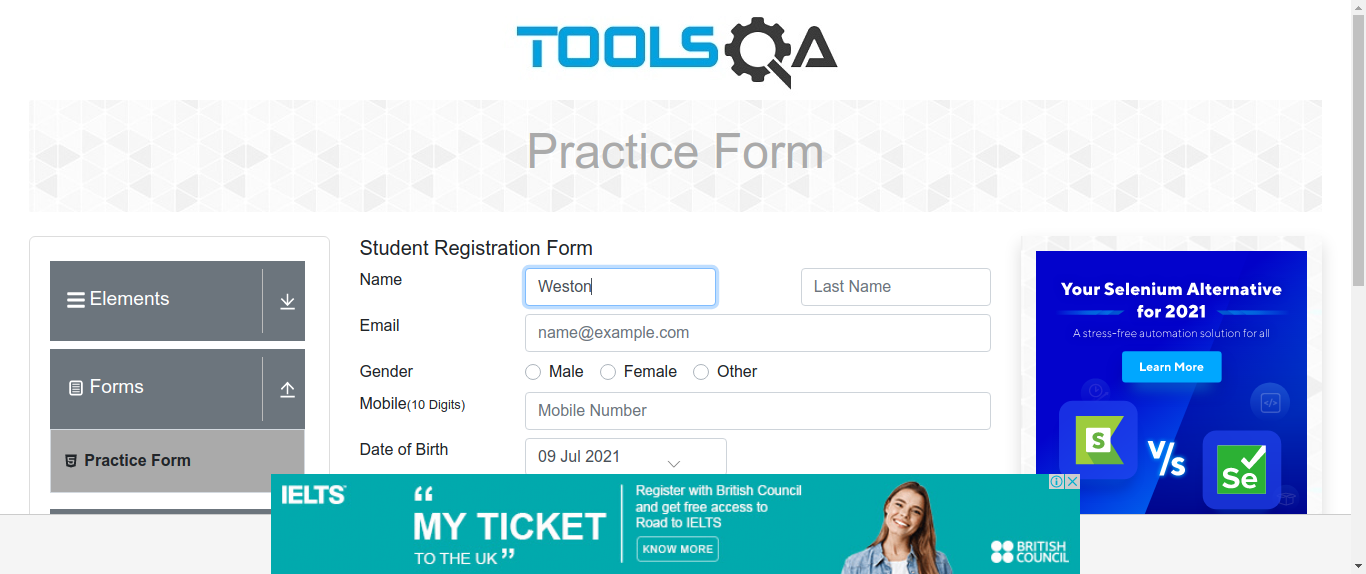 TOOLSQA
Practice Form
Elements
Forms
Practice Form
Student Registration Form
Name
Weston
Last Name
Email
name@example.com
Gender
Male
Female
Other
Mobile(10 Digits)
Mobile Number
Date of Birth
09 Jul 2021
Your Selenium Alternative
for 2021
A stress-free automation solution for all
Learn More
S
V/s
Se
IELTS™
“
MY TICKET
TO THE UK ”
Register with British Council
and get free access to
Road to IELTS
KNOW MORE
BRITISH
COUNCIL